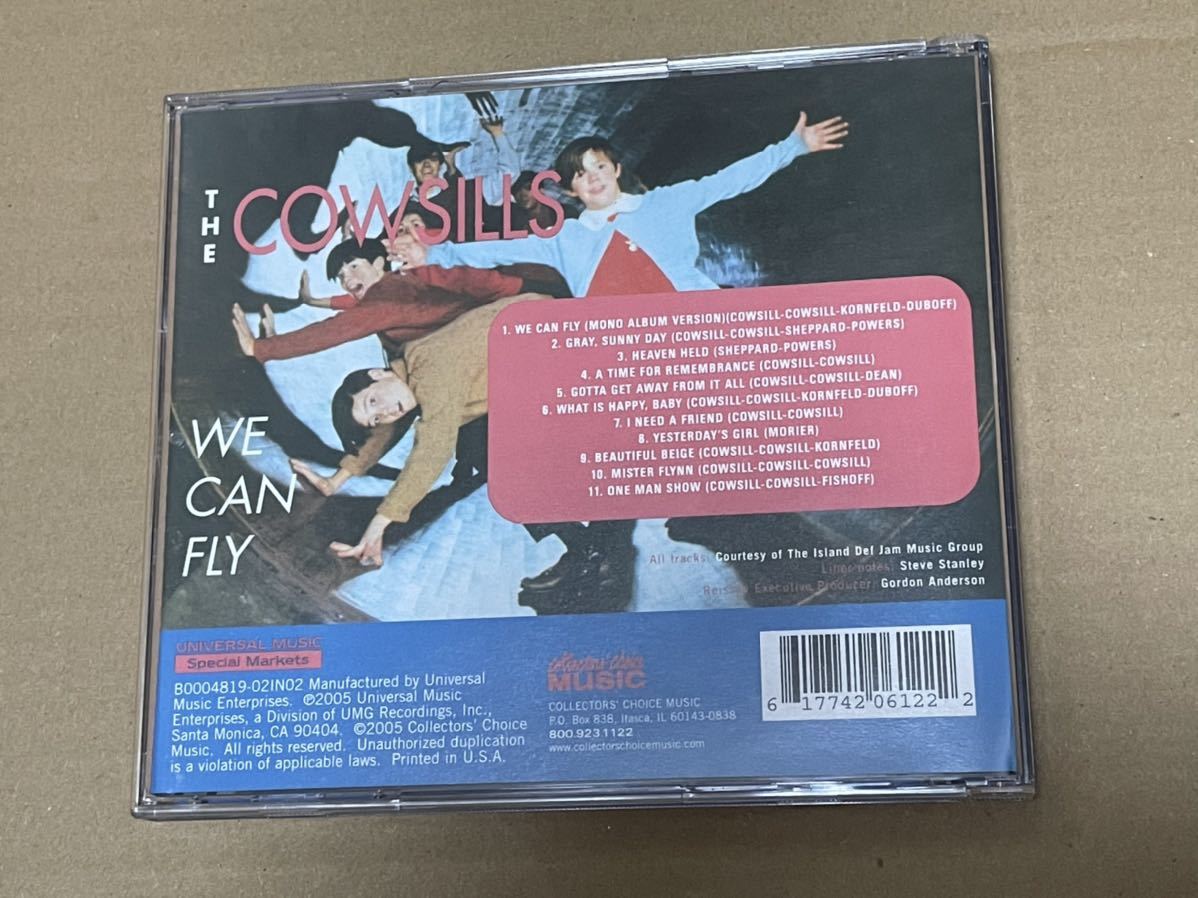 THE
COWSILLS
WE
CAN
FLY
1. WE CAN FLY (MONO ALBUM VERSION)(COWSILL-COWSILL-KORNFELD-DUBOFF)
2. GRAY, SUNNY DAY (COWSILL-COWSILL-SHEPPARD-POWERS)
3. HEAVEN HELD (SHEPPARD-POWERS)
4. A TIME FOR REMEMBRANCE (COWSILL-COWSILL)
5. GOTTA GET AWAY FROM IT ALL (COWSILL-COWSILL-DEAN)
6. WHAT IS HAPPY, BABY (COWSILL-COWSILL-KORNFELD-DUBOFF)
7. I NEED A FRIEND (COWSILL-COWSILL)
8. YESTERDAY'S GIRL (MORIER)
9. BEAUTIFUL BEIGE (COWSILL-COWSILL-KORNFELD)
10. MISTER FLYNN (COWSILL-COWSILL-COWSILL)
11. ONE MAN SHOW (COWSILL-COWSILL-FISHOFF)
All tracks: Courtesy of The Island Def Jam Music Group
Liner notes: Steve Stanley
Reissue Executive Producer: Gordon Anderson
UNIVERSAL MUSIC
Special Markets
B0004819-02IN02 Manufactured by Universal
Music Enterprises. ℗2005 Universal Music
Enterprises, a Division of UMG Recordings, Inc.,
Santa Monica, CA 90404. ©2005 Collectors' Choice
Music. All rights reserved. Unauthorized duplication
is a violation of applicable laws. Printed in U.S.A.
Collectors' Choice
MUSIC
COLLECTORS' CHOICE MUSIC
P.O. Box 838, Itasca, IL 60143-0838
800.923.1122
www.collectorschoicemusic.com
6 17742 06122 2